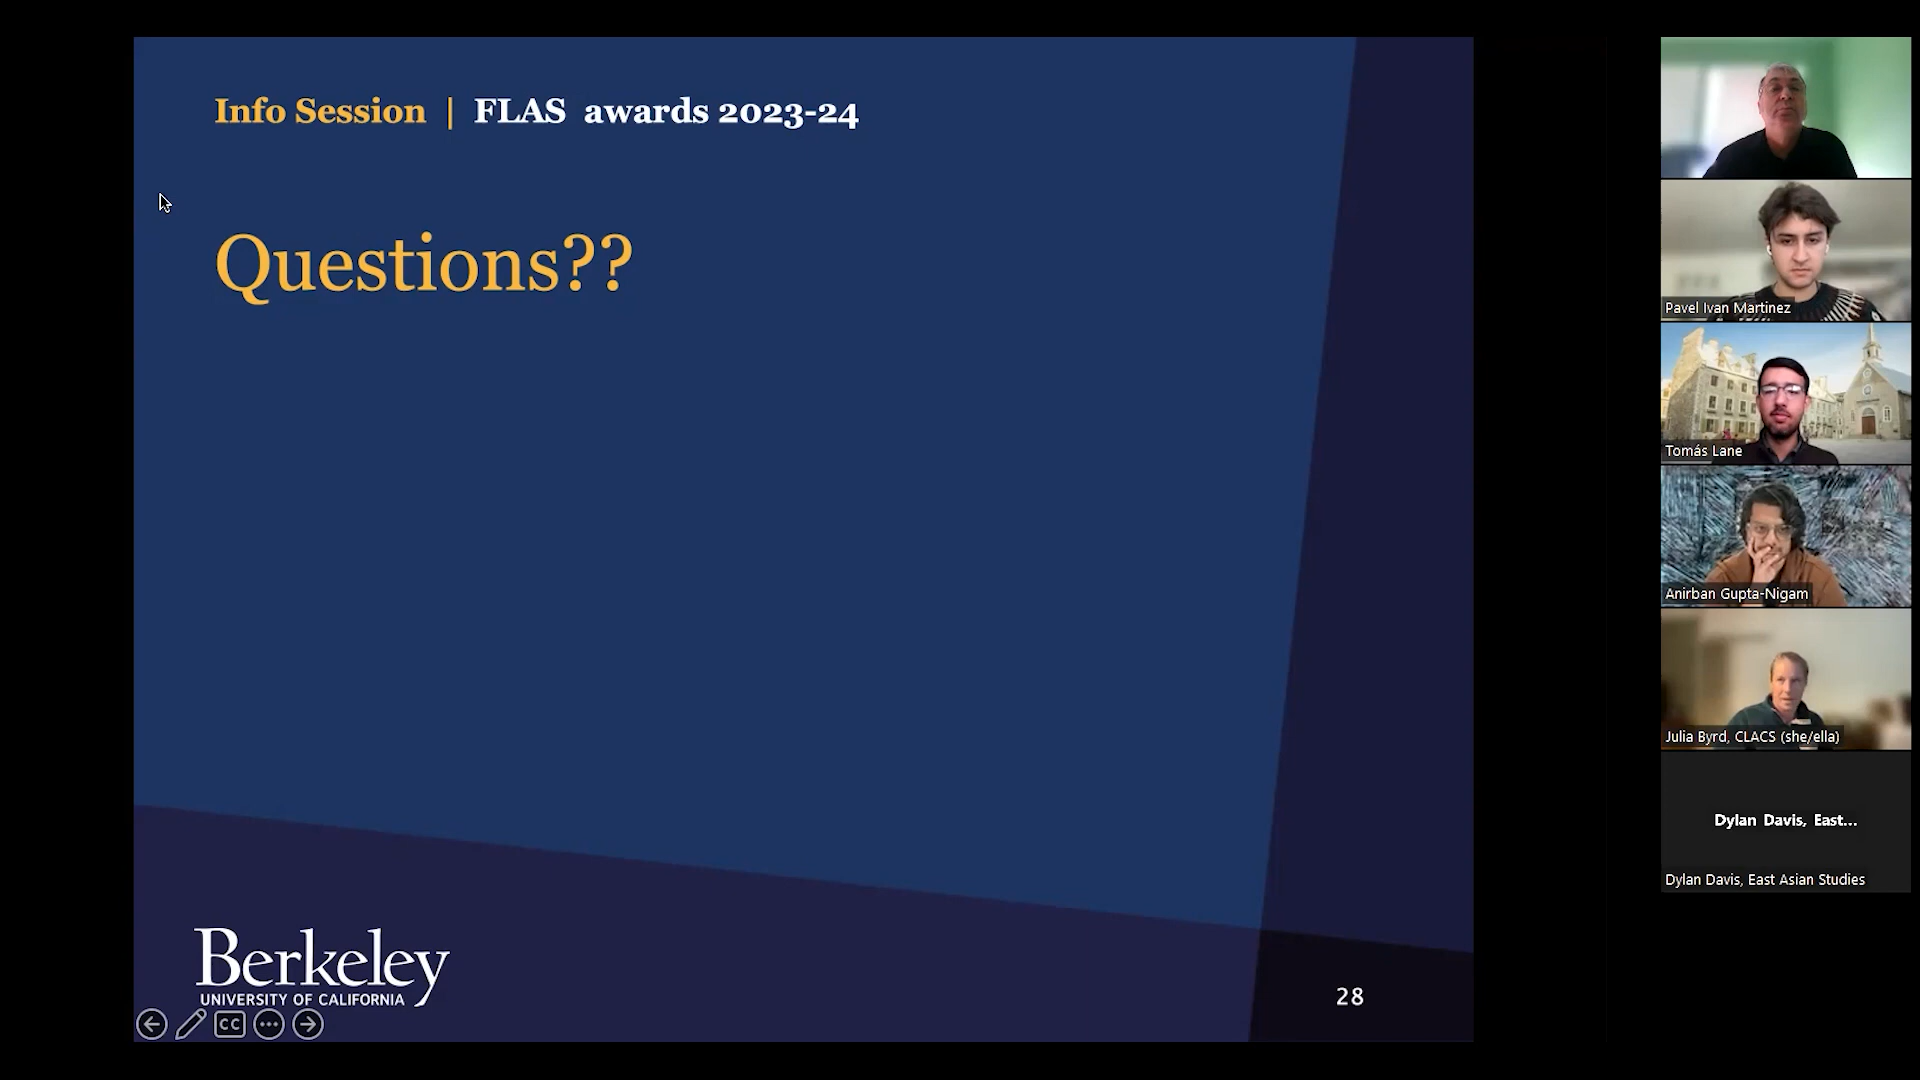 Info Session | FLAS awards 2023-24
Questions??
Berkeley
UNIVERSITY OF CALIFORNIA
CC
28
Pavel Ivan Martinez
Tomás Lane
Anirban Gupta-Nigam
Julia Byrd, CLACS (she/ella)
Dylan Davis, East...
Dylan Davis, East Asian Studies